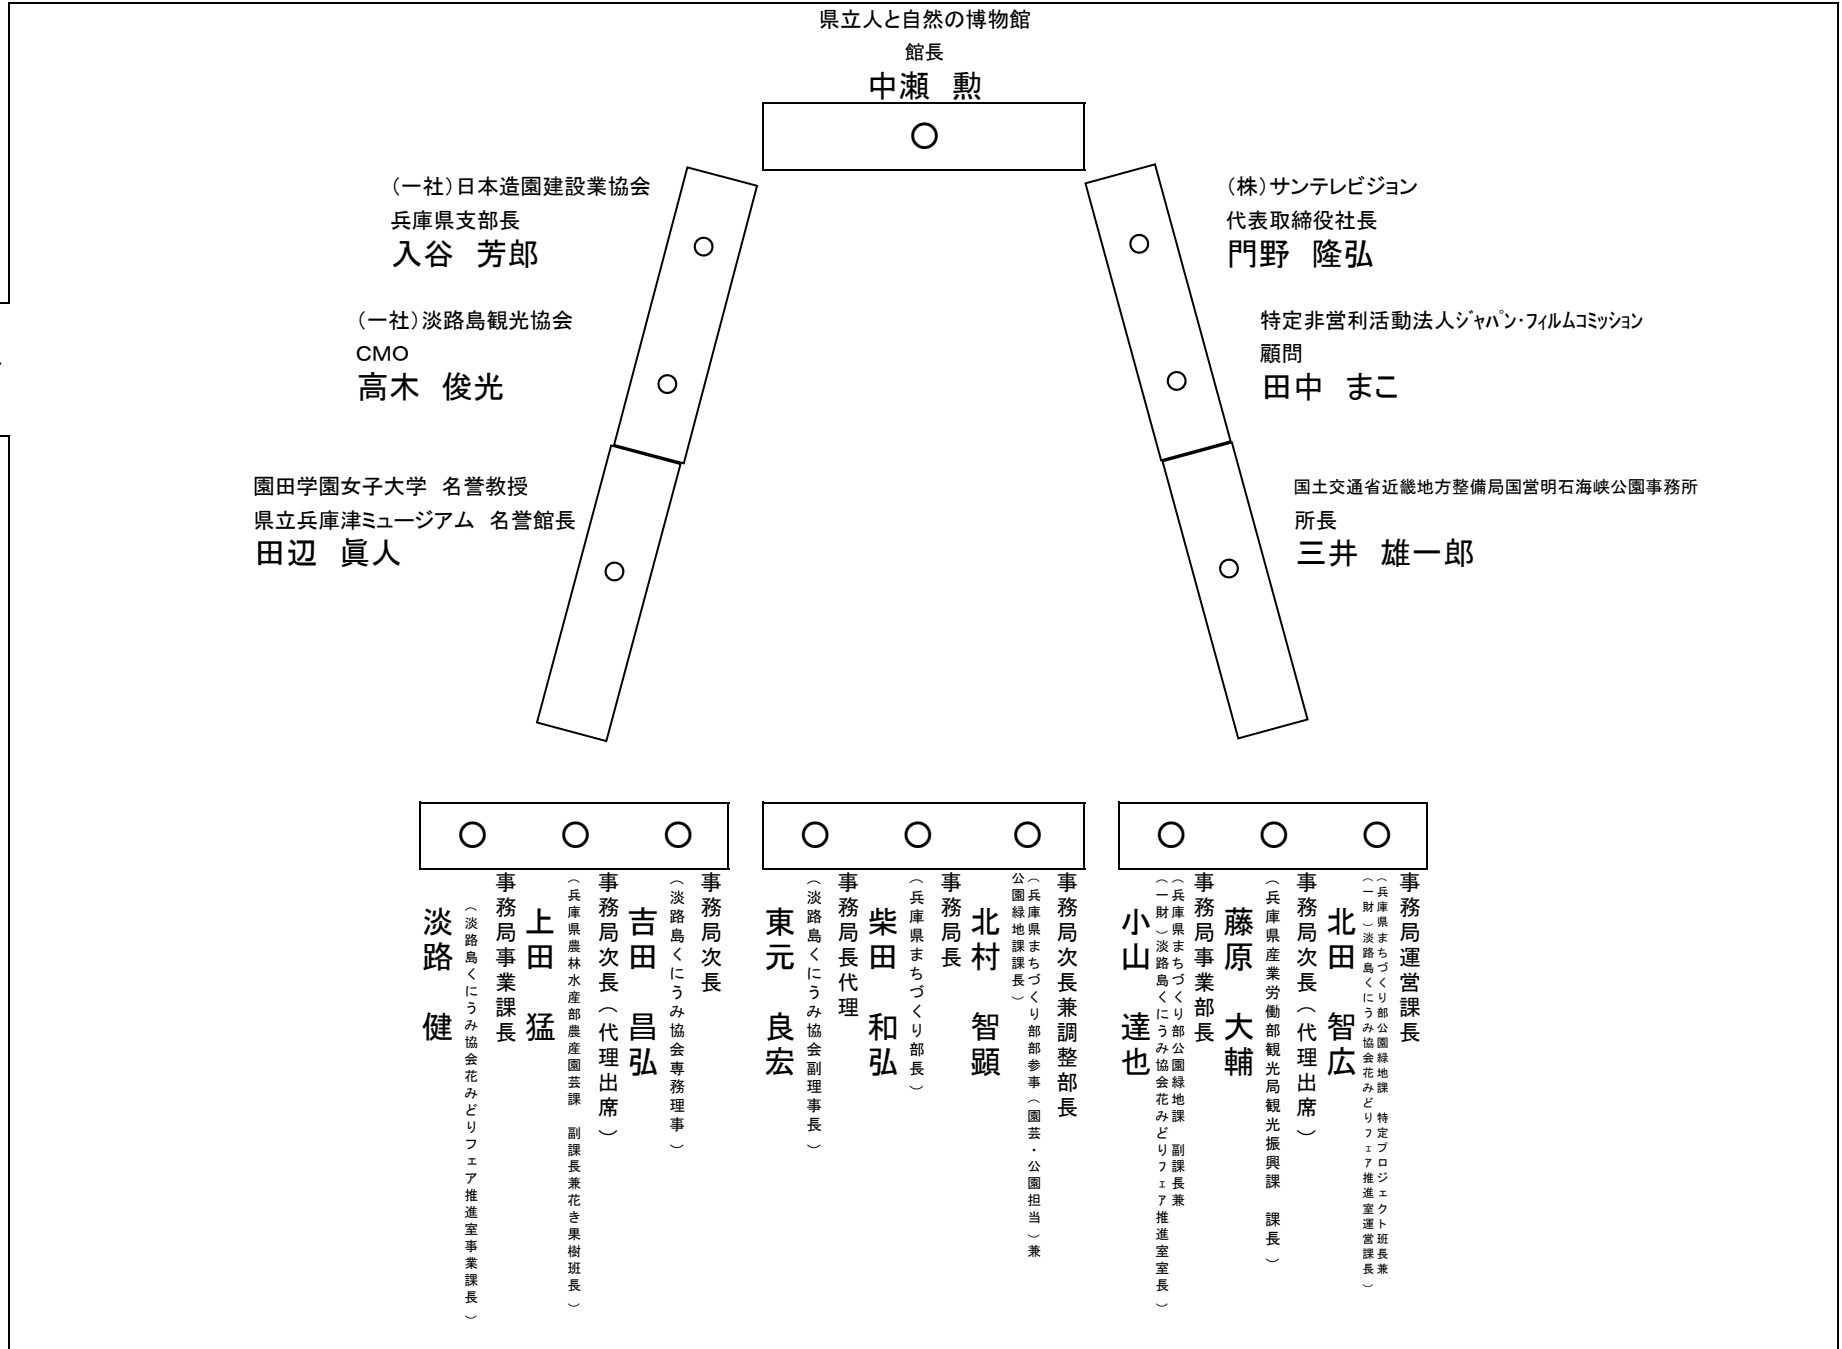 県立人と自然の博物館
館長
中瀬　勲
（一社）日本造園建設業協会
兵庫県支部長
入谷　芳郎
（一社）淡路島観光協会
CMO
高木　俊光
園田学園女子大学　名誉教授
県立兵庫津ミュージアム　名誉館長
田辺　眞人
（株）サンテレビジョン
代表取締役社長
門野　隆弘
特定非営利活動法人ジャパン・フィルムコミッション
顧問
田中　まこ
国土交通省近畿地方整備局国営明石海峡公園事務所
所長
三井　雄一郎
事務局運営課長
（兵庫県まちづくり部公園緑地課　特定プロジェクト班長兼
（一財）淡路島くにうみ協会花みどりフェア推進室運営課長）
北田　智広
事務局次長（代理出席）
（兵庫県産業労働部観光局観光振興課　課長）
藤原　大輔
事務局事業部長
（兵庫県まちづくり部公園緑地課　副課長兼
（一財）淡路島くにうみ協会花みどりフェア推進室室長）
小山　達也
事務局次長兼調整部長
（兵庫県まちづくり部部参事（園芸・公園担当）兼
公園緑地課課長）
北村　智顕
事務局長
（兵庫県まちづくり部長）
柴田　和弘
事務局長代理
（淡路島くにうみ協会副理事長）
東元　良宏
事務局次長
（淡路島くにうみ協会専務理事）
吉田　昌弘
事務局次長（代理出席）
（兵庫県農林水産部農産園芸課　副課長兼花き果樹班長）
上田　猛
事務局事業課長
（淡路島くにうみ協会花みどりフェア推進室事業課長）
淡路　健